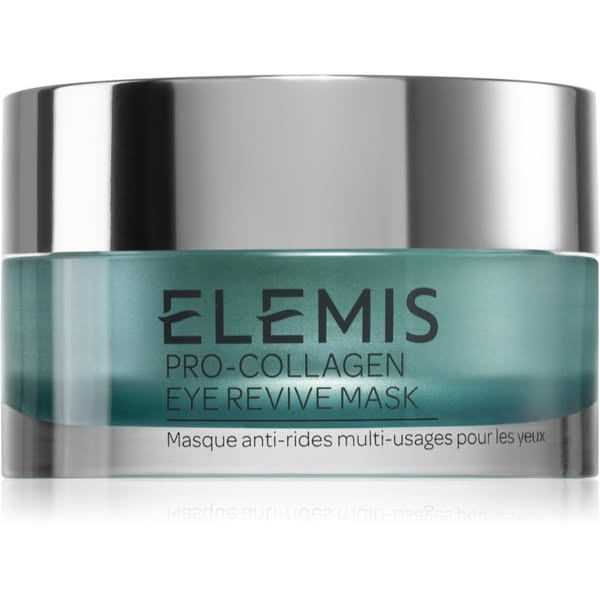 ELEMIS
PRO-COLLAGEN
EYE REVIVE MASK
Masque anti-rides multi-usages pour les yeux